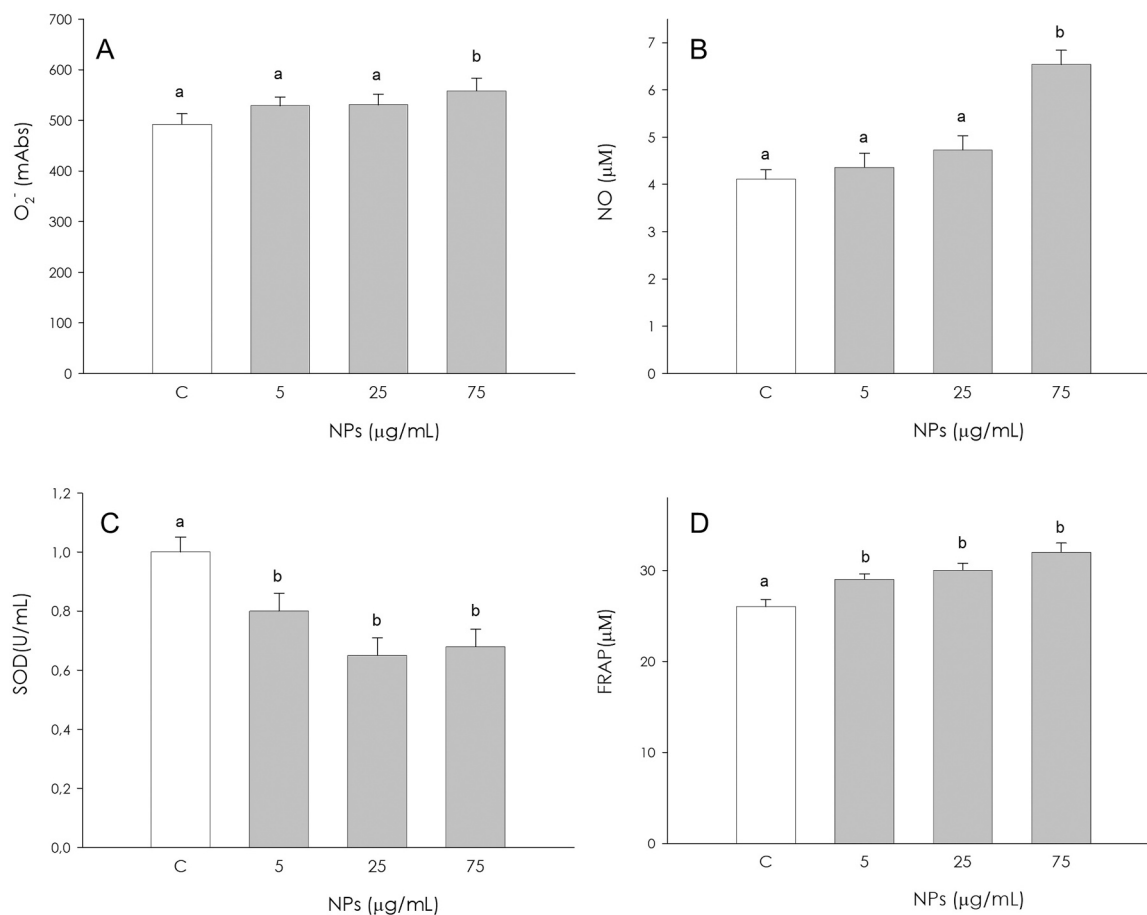 A
O2- (mAbs)
700
600
500
400
300
200
100
0
a
a
a
b
C 5 25 75
NPs (μg/mL)
B
NO (μM)
7
6
5
4
3
2
1
0
a
a
a
b
C 5 25 75
NPs (μg/mL)
C
SOD(U/mL)
1,2
1,0
0,8
0,6
0,4
0,2
0,0
a
b
b
b
C 5 25 75
NPs (μg/mL)
D
FRAP(μM)
30
20
10
0
a
b
b
b
C 5 25 75
NPs (μg/mL)